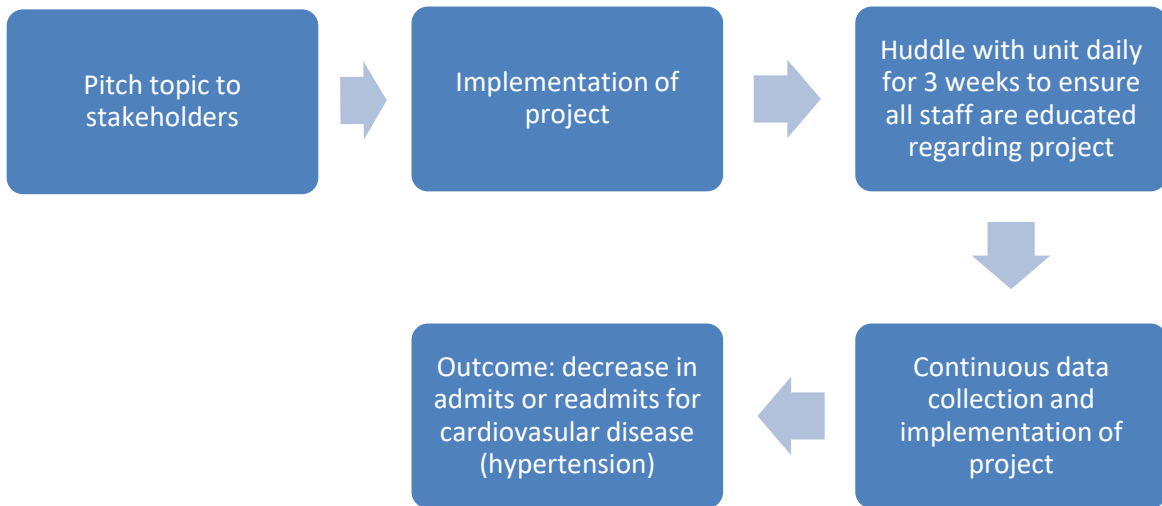 Pitch topic to
stakeholders
Implementation of
project
Huddle with unit daily
for 3 weeks to ensure
all staff are educated
regarding project
Continuous data
collection and
implementation of
project
Outcome: decrease in
admits or readmits for
cardiovasular disease
(hypertension)